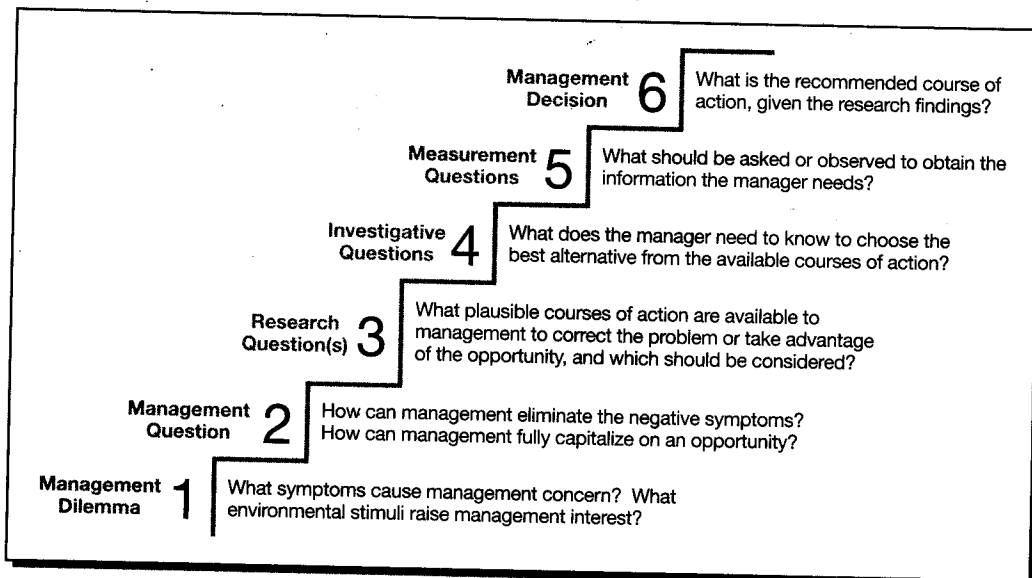 Management
Decision
6
What is the recommended course of
action, given the research findings?
Measurement
Questions
5
What should be asked or observed to obtain the
information the manager needs?
Investigative
Questions
4
What does the manager need to know to choose the
best alternative from the available courses of action?
Research
Question(s)
3
What plausible courses of action are available to
management to correct the problem or take advantage
of the opportunity, and which should be considered?
Management
Question
2
How can management eliminate the negative symptoms?
How can management fully capitalize on an opportunity?
Management
Dilemma
1
What symptoms cause management concern? What
environmental stimuli raise management interest?